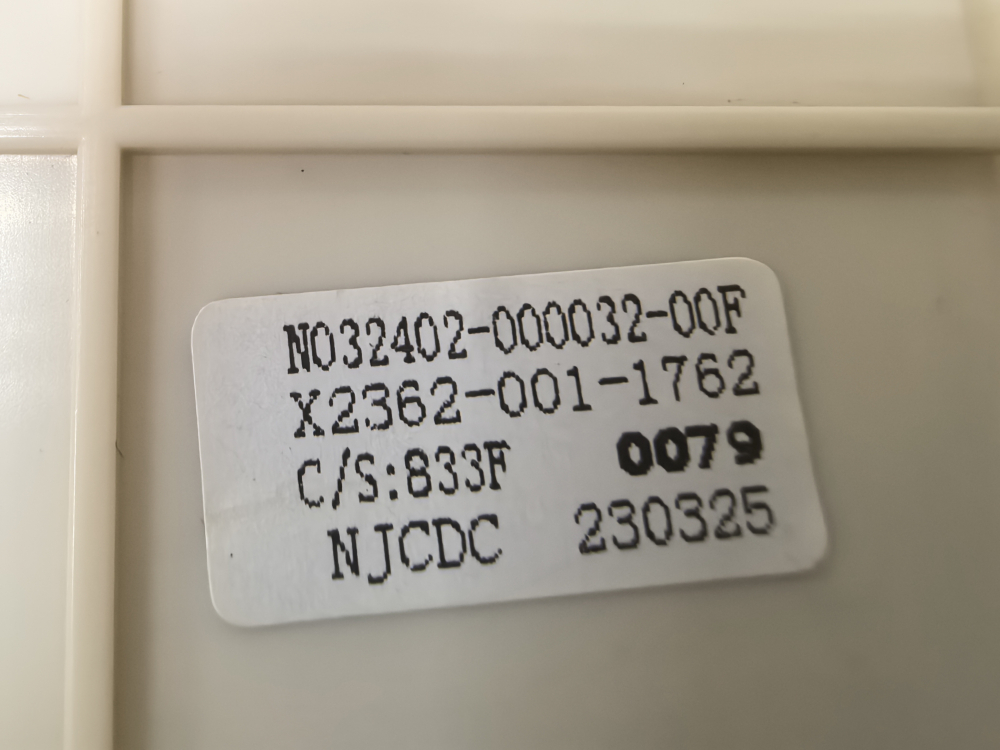 N032402-000032-00F
X2362-001-1762
C/S:833F 0079
NJCDC 230325